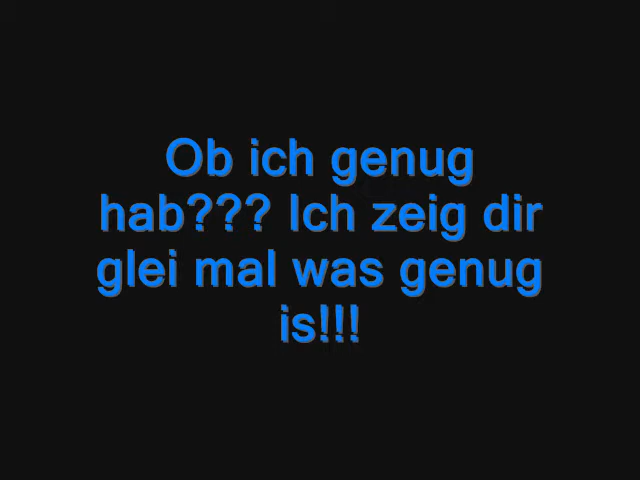 Ob ich genug
hab??? Ich zeig dir
glei mal was genug
is!!!